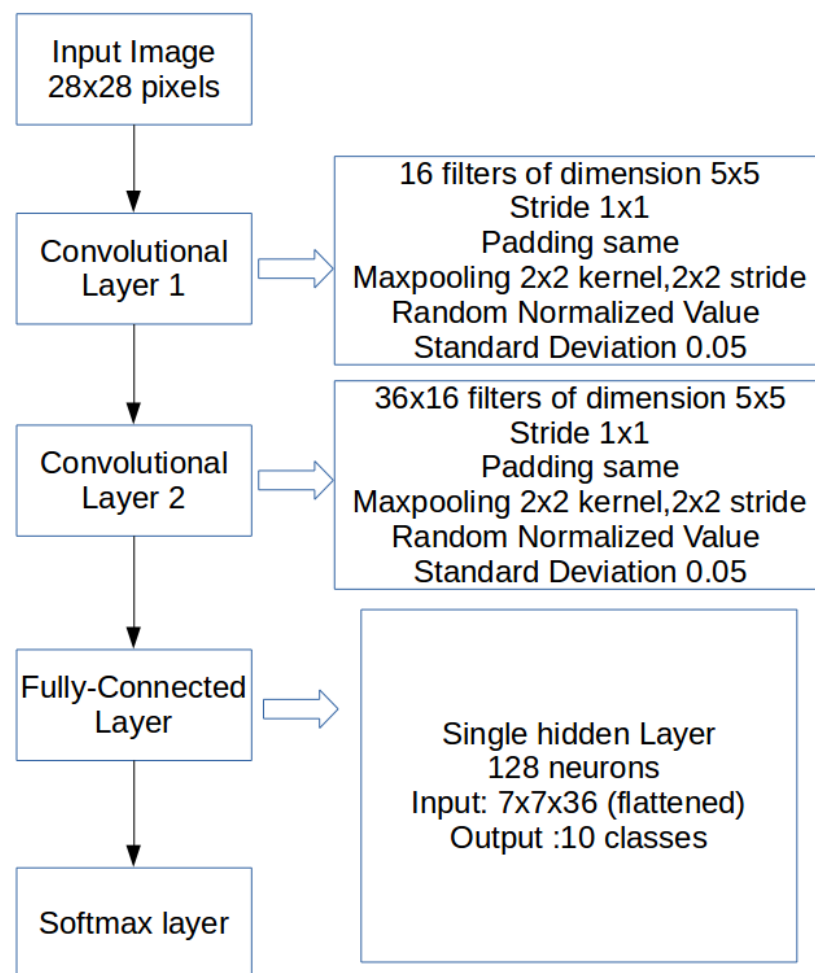 Input Image
28x28 pixels
Convolutional
Layer 1
16 filters of dimension 5x5
Stride 1x1
Padding same
Maxpooling 2x2 kernel,2x2 stride
Random Normalized Value
Standard Deviation 0.05
Convolutional
Layer 2
36x16 filters of dimension 5x5
Stride 1x1
Padding same
Maxpooling 2x2 kernel,2x2 stride
Random Normalized Value
Standard Deviation 0.05
Fully-Connected
Layer
Single hidden Layer
128 neurons
Input: 7x7x36 (flattened)
Output :10 classes
Softmax layer